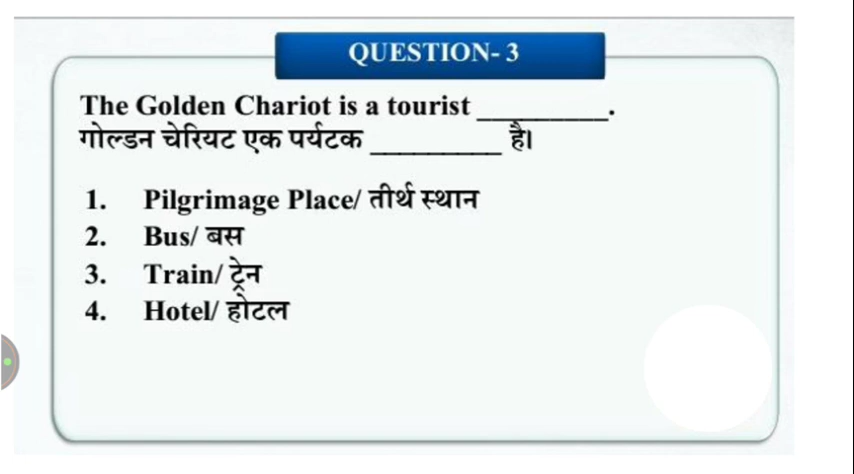 QUESTION- 3
The Golden Chariot is a tourist __________.
गोल्डन चेरियट एक पर्यटक __________ है।
1. Pilgrimage Place/ तीर्थ स्थान
2. Bus/ बस
3. Train/ ट्रेन
4. Hotel/ होटल